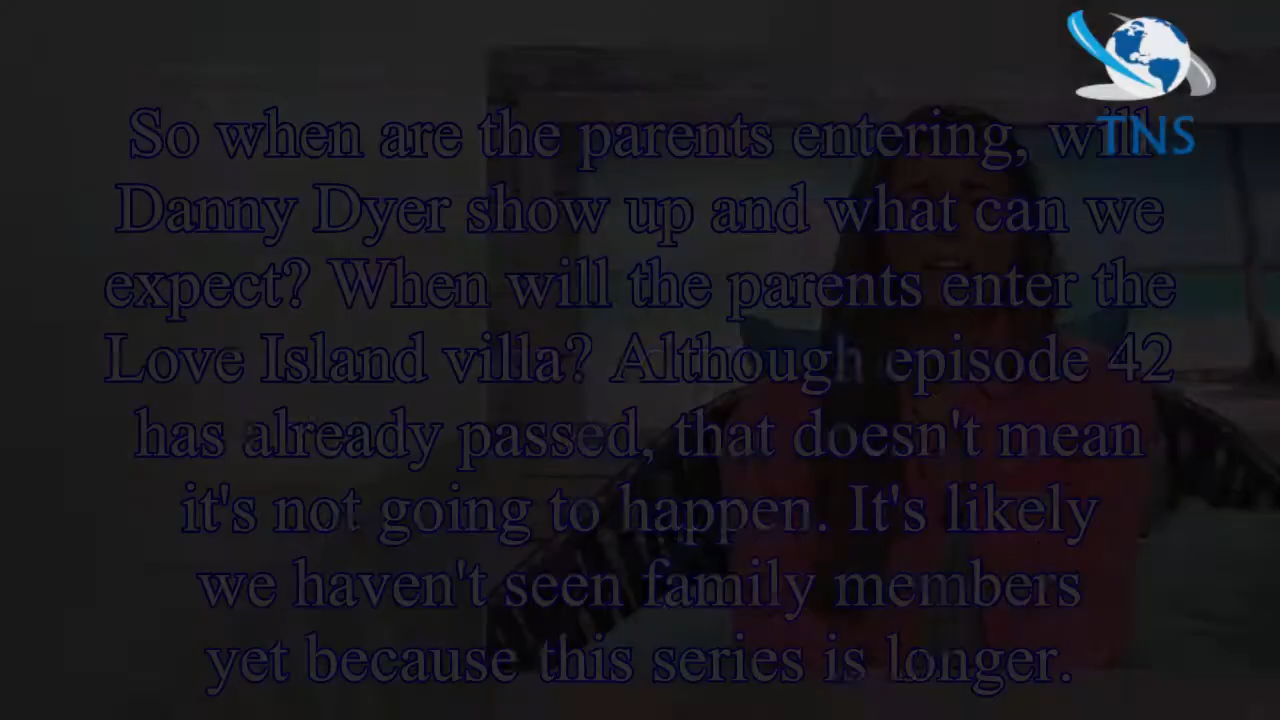 TNS
So when are the parents entering, will
Danny Dyer show up and what can we
expect? When will the parents enter the
Love Island villa? Although episode 42
has already passed, that doesn't mean
it's not going to happen. It's likely
we haven't seen family members
yet because this series is longer.